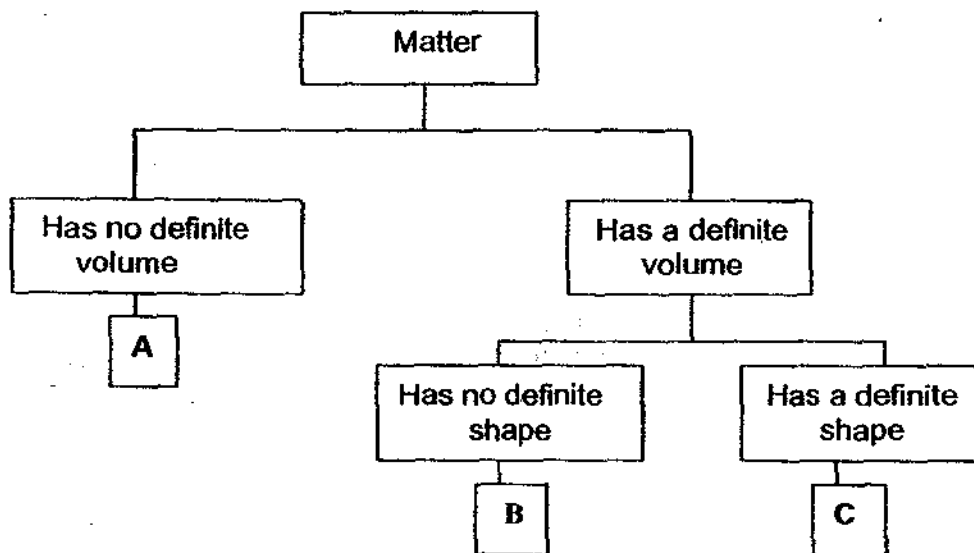 Matter
Has no definite
volume
Has a definite
volume
A
Has no definite
shape
Has a definite
shape
B
C